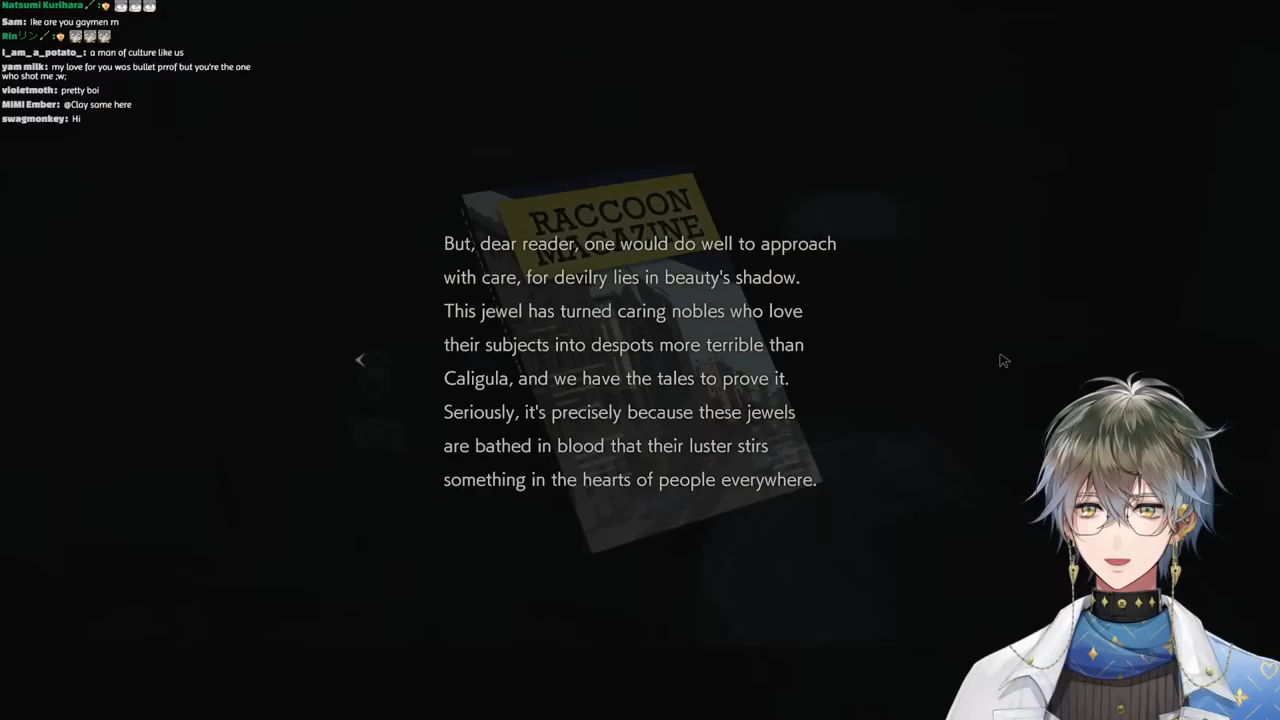 Natsumi Kurihara🖌:
Sam: Ike are you gaymen rn
Rinリン🖌:
I_am_a_potato_: a man of culture like us
yam milk: my love for you was bullet prrof but you're the one
who shot me ;w;
violetmoth: pretty boi
MIMI Ember: @Clay same here
swagmonkey: Hi
RACCOON
MAGAZINE
But, dear reader, one would do well to approach
with care, for devilry lies in beauty's shadow.
This jewel has turned caring nobles who love
their subjects into despots more terrible than
Caligula, and we have the tales to prove it.
Seriously, it's precisely because these jewels
are bathed in blood that their luster stirs
something in the hearts of people everywhere.